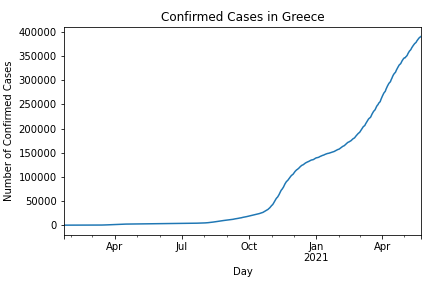 Confirmed Cases in Greece
Number of Confirmed Cases
400000
350000
300000
250000
200000
150000
100000
50000
0
Apr
Jul
Oct
Jan
2021
Apr
Day